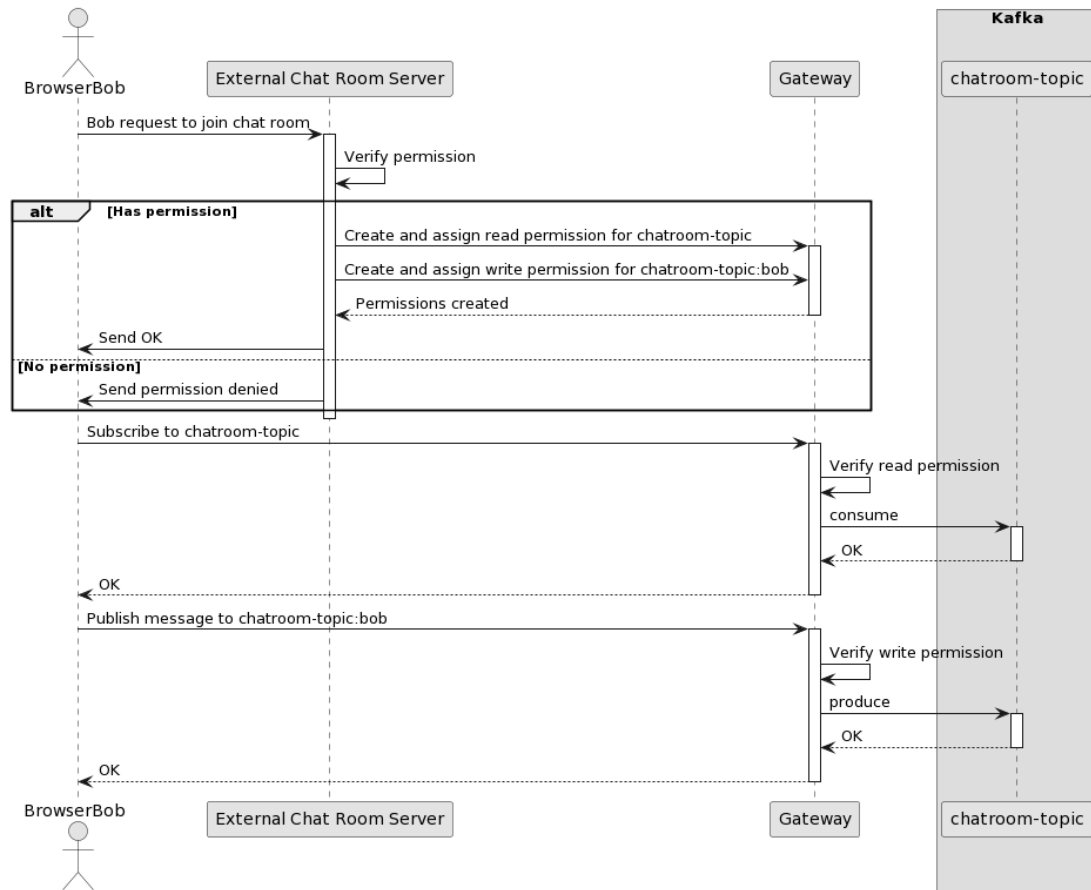 Kafka
BrowserBob
External Chat Room Server
Gateway
chatroom-topic
Bob request to join chat room
Verify permission
alt [Has permission]
Create and assign read permission for chatroom-topic
Create and assign write permission for chatroom-topic:bob
Permissions created
Send OK
[No permission]
Send permission denied
Subscribe to chatroom-topic
Verify read permission
consume
OK
OK
Publish message to chatroom-topic:bob
Verify write permission
produce
OK
OK
BrowserBob
External Chat Room Server
Gateway
chatroom-topic